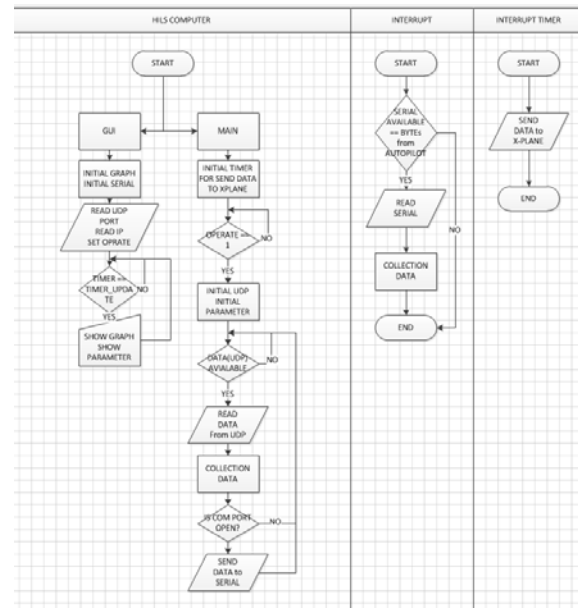 HILS COMPUTER
INTERRUPT
INTERRUPT TIMER
START
GUI
MAIN
INITIAL GRAPH
INITIAL SERIAL
READ UDP
PORT
READ IP
SET OPRATE
TIMER ==
TIMER_UPDA
TE
NO
YES
SHOW GRAPH
SHOW
PARAMETER
INITIAL TIMER
FOR SEND DATA
TO XPLANE
OPERATE ==
1
NO
YES
INITIAL UDP
INITIAL
PARAMETER
DATA(UDP)
AVIALABLE
NO
YES
READ
DATA
From UDP
COLLECTION
DATA
IS COM PORT
OPEN?
NO
SEND
DATA to
SERIAL
START
SERIAL
AVAILABLE
== BYTEs
from
AUTOPILOT
YES
NO
READ
SERIAL
COLLECTION
DATA
END
START
SEND
DATA to
X-PLANE
END